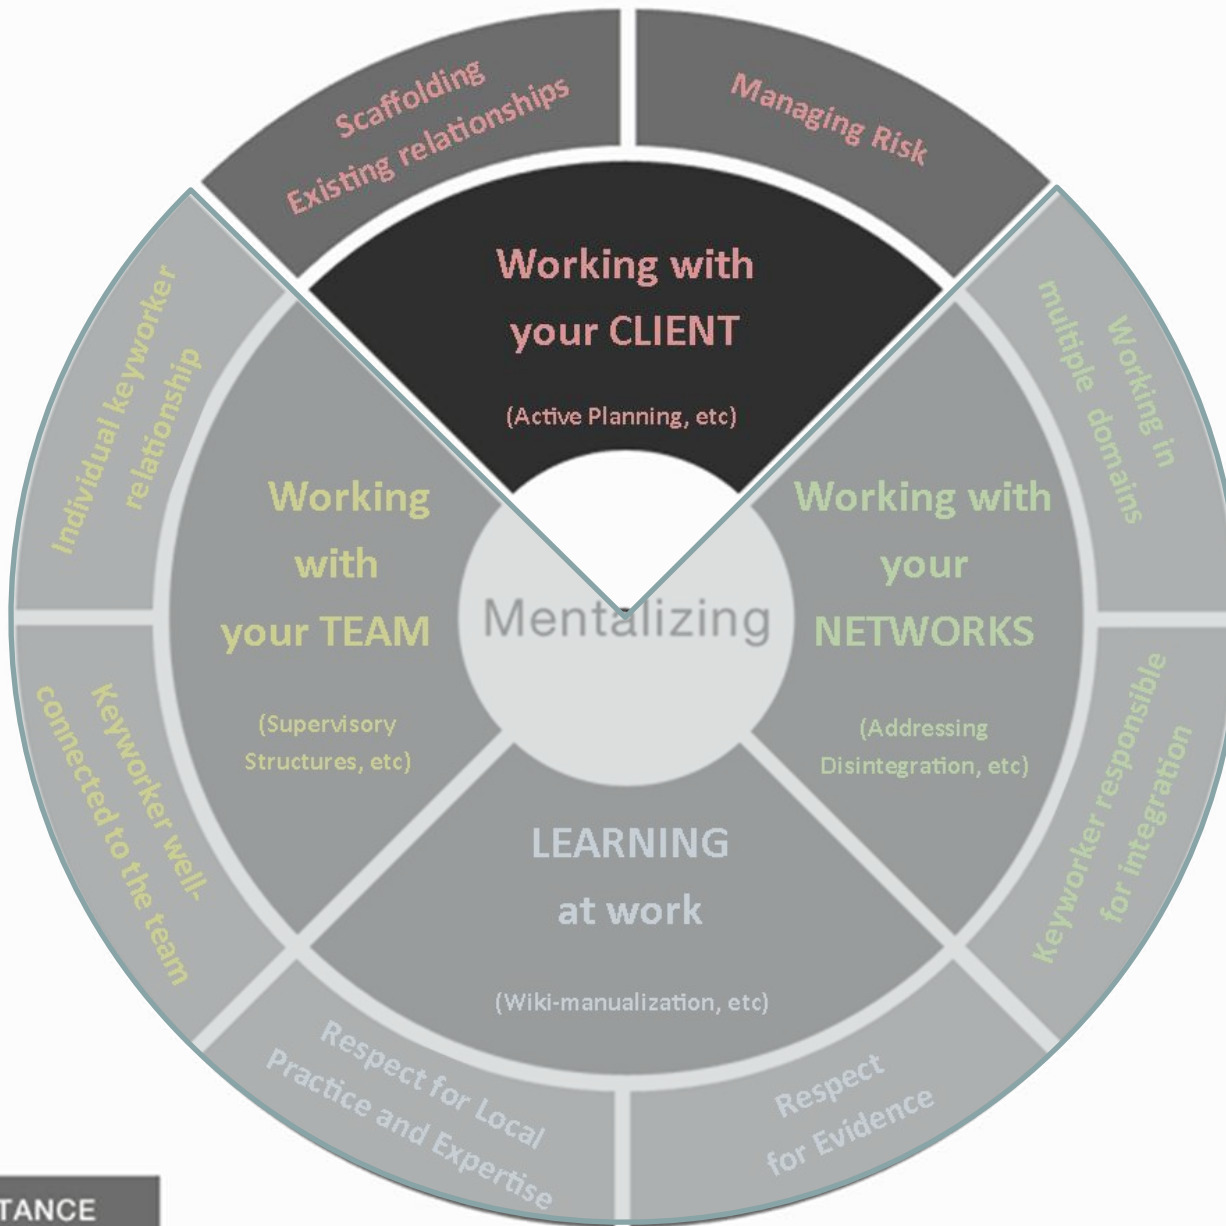 Scaffolding
Existing relationships
Managing Risk
Working with
your CLIENT
(Active Planning, etc)
Individual keyworker
relationship
Working in
multiple domains
Working
with
your TEAM
(Supervisory
Structures, etc)
Mentalizing
Working with
your
NETWORKS
(Addressing
Disintegration, etc)
Keyworker well-
connected to the team
Keyworker responsible
for integration
LEARNING
at work
(Wiki-manualization, etc)
Respect for Local
Practice and Expertise
Respect
for Evidence
TANCE